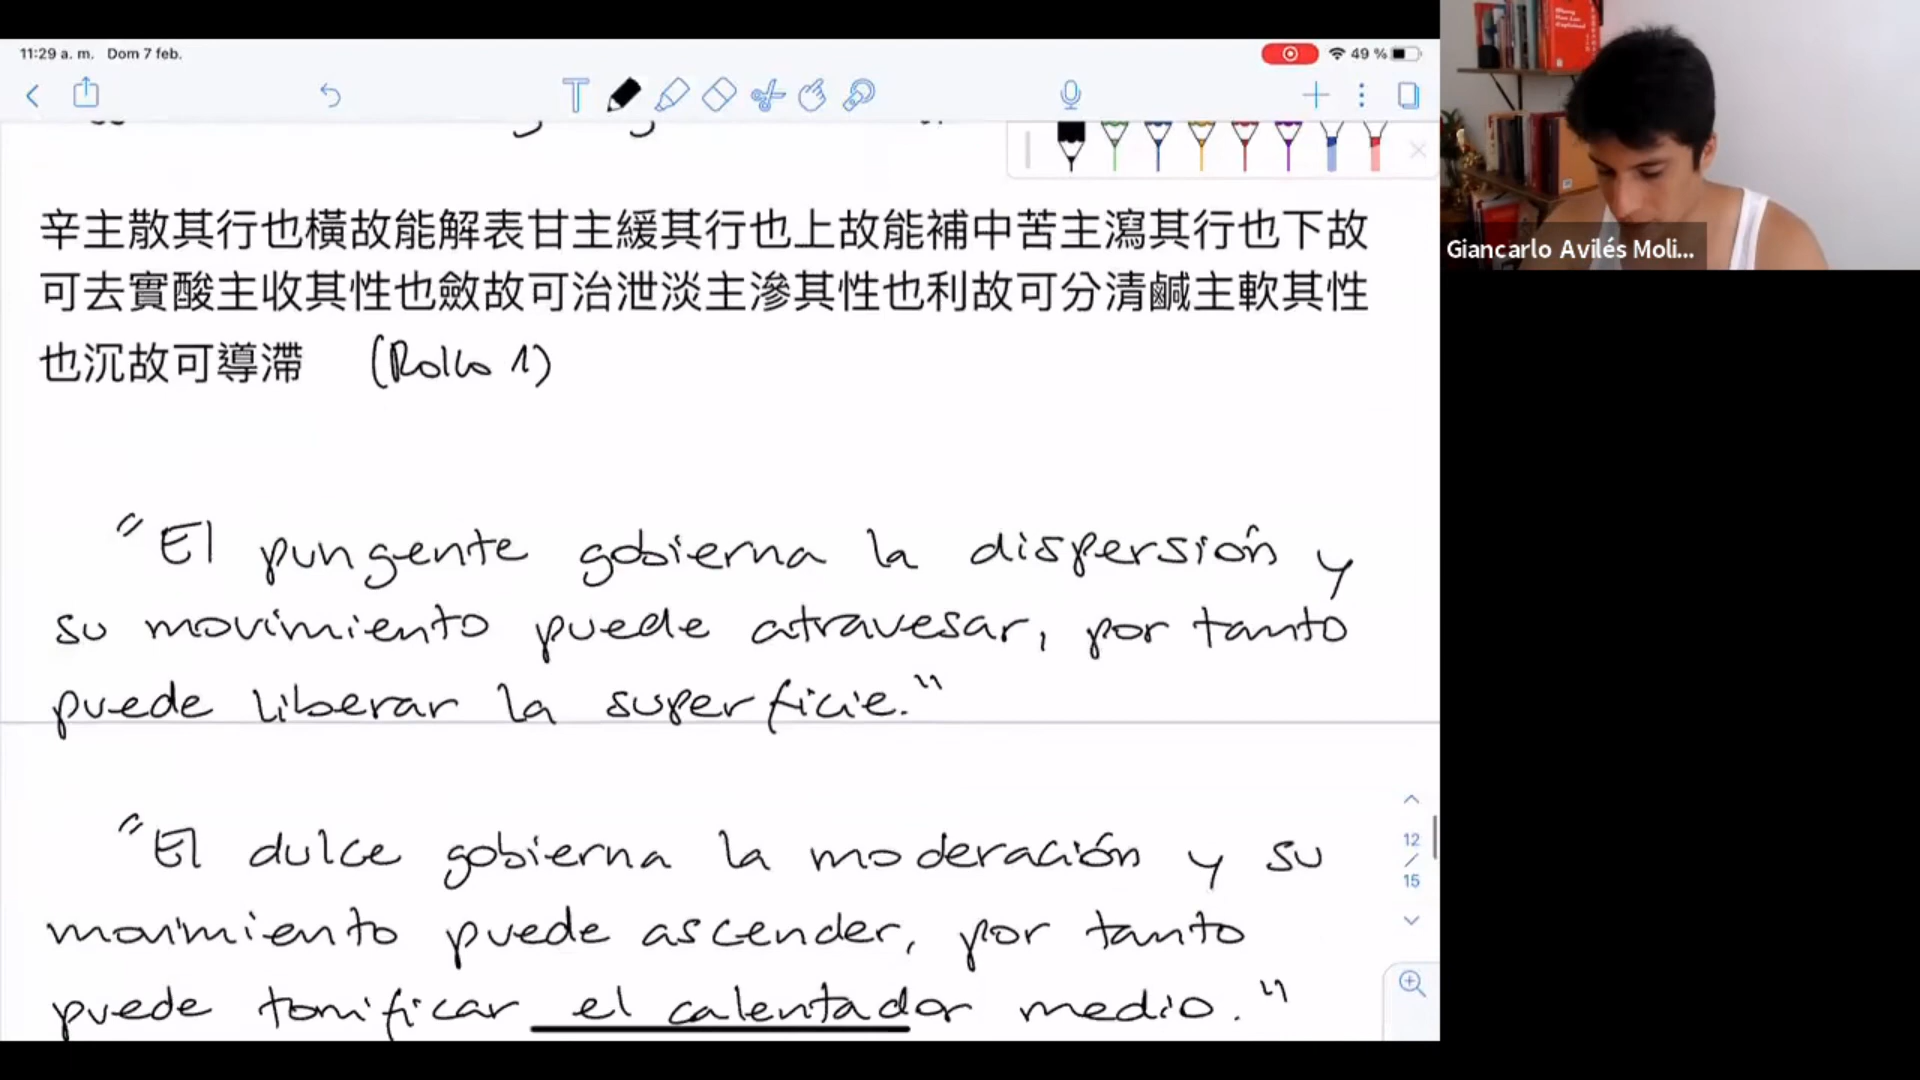 11:29 a. m. Dom 7 feb.
49 %
辛主散其行也橫故能解表甘主緩其行也上故能補中苦主瀉其行也下故
可去實酸主收其性也斂故可治泄淡主滲其性也利故可分清鹹主軟其性
也沉故可導滯 (Rollo 1)
"El pungente gobierna la dispersión y
su movimiento puede atravesar, por tanto
puede liberar la superficie."
"El dulce gobierna la moderación y su
movimiento puede ascender, por tanto
puede tonificar el calentador medio."
12
/
15
Giancarlo Avilés Moli...